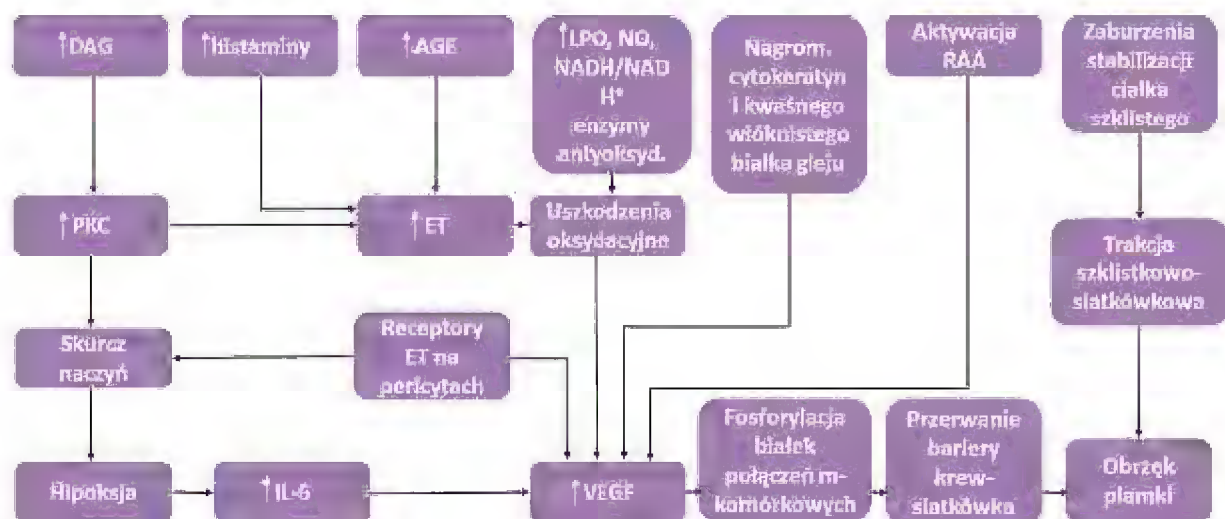 ↑DAG
↑histaminy
↑AGE
↑LPO, NO,
NADH/NAD
H⁺
enzymy
antyoksyd.
Nagrom.
cytokeratyn
i kwaśnego
włóknistego
białka gleju
Aktywacja
RAA
Zaburzenia
stabilizacji
ciałka
szklistego
↑PKC
↑ET
Uszkodzenia
oksydacyjne
Trakcja
szklistkowo-
siatkówkowa
Skurcz
naczyń
Receptory
ET na
pericytach
Hipoksja
↑IL-6
↑VEGF
Fosforylacja
białek
połączeń m-
komórkowych
Przerwanie
bariery
krew-
siatkówka
Obrzęk
plamki